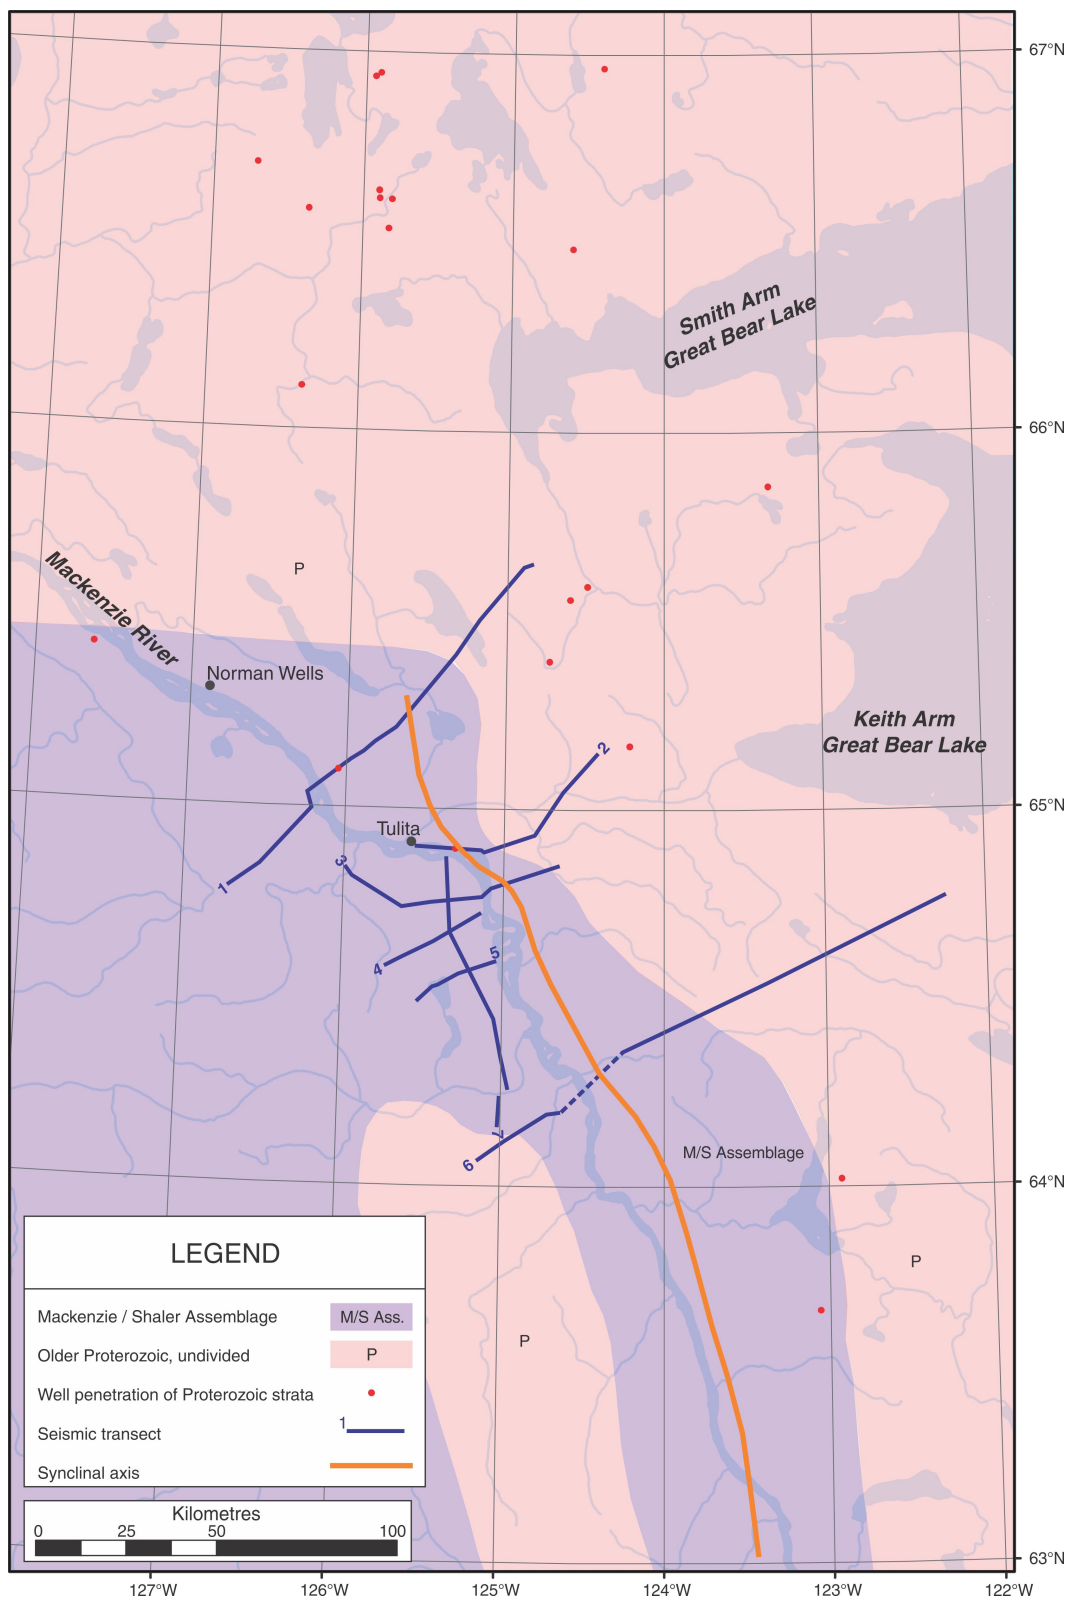 67°N
Smith Arm
Great Bear Lake
66°N
P
Mackenzie River
Norman Wells
Keith Arm
Great Bear Lake
2
65°N
Tulita
3
1
5
4
7
6
M/S Assemblage
64°N
P
P
LEGEND
Mackenzie / Shaler Assemblage
M/S Ass.
Older Proterozoic, undivided
P
Well penetration of Proterozoic strata
Seismic transect
1
Synclinal axis
Kilometres
0 25 50 100
63°N
127°W 126°W 125°W 124°W 123°W 122°W